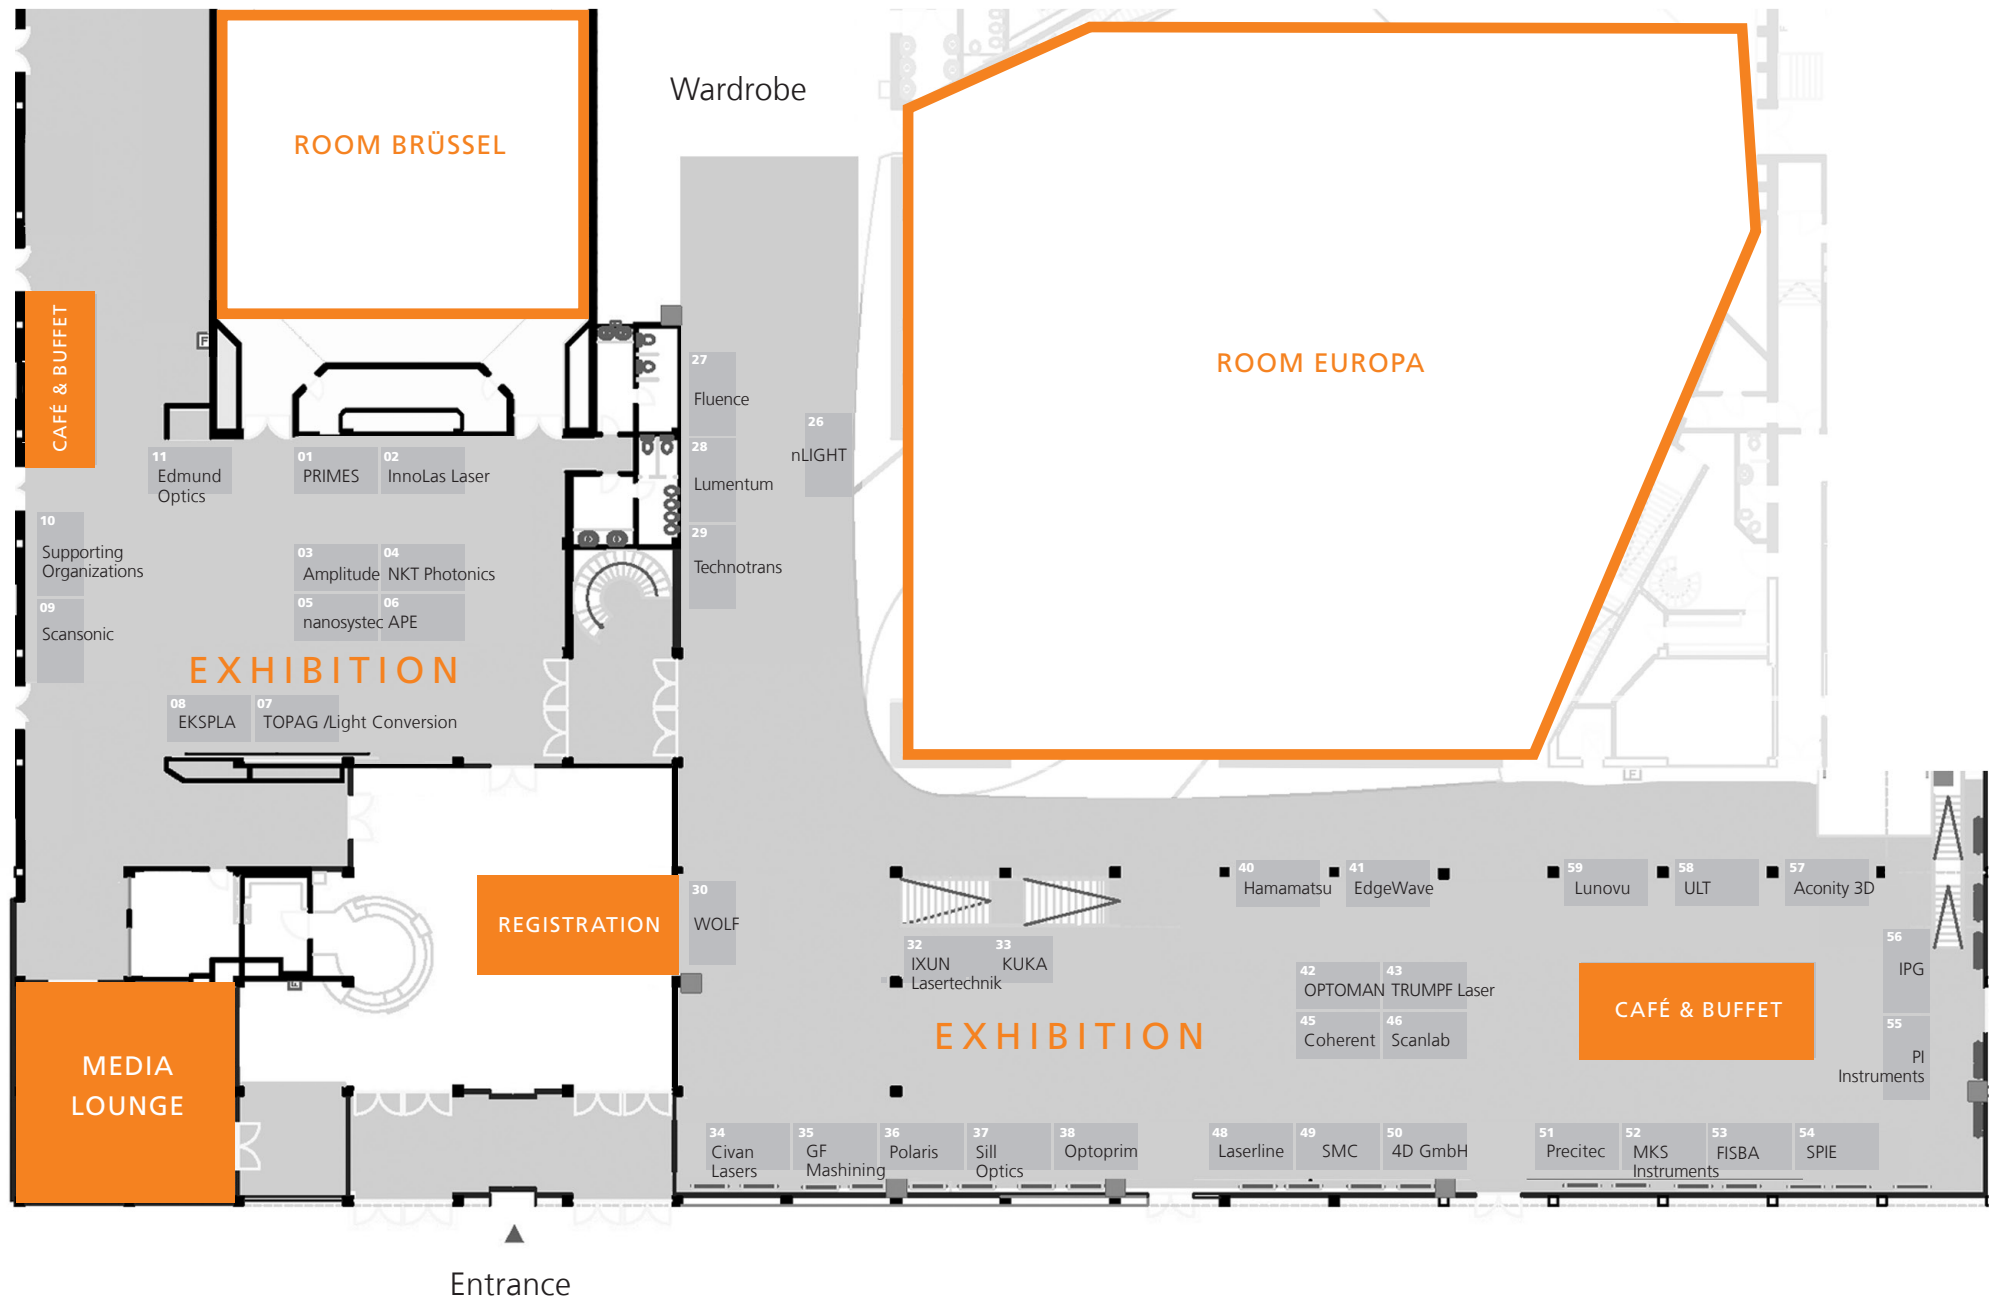 Wardrobe
ROOM BRÜSSEL
ROOM EUROPA
CAFÉ & BUFFET
F
27
Fluence
26
nLIGHT
28
Lumentum
29
Technotrans
11
Edmund
Optics
01
PRIMES
02
InnoLas Laser
10
Supporting
Organizations
03
Amplitude
04
NKT Photonics
09
Scansonic
05
nanosystec
06
APE
EXHIBITION
08
EKSPLA
07
TOPAG /Light Conversion
F
30
WOLF
REGISTRATION
40
Hamamatsu
41
EdgeWave
59
Lunovu
58
ULT
57
Aconity 3D
32
IXUN
Lasertechnik
33
KUKA
56
IPG
42
OPTOMAN
43
TRUMPF Laser
45
Coherent
46
Scanlab
CAFÉ & BUFFET
55
PI
Instruments
EXHIBITION
F
MEDIA
LOUNGE
34
Civan
Lasers
35
GF
Mashining
36
Polaris
37
Sill
Optics
38
Optoprim
48
Laserline
49
SMC
50
4D GmbH
51
Precitec
52
MKS
Instruments
53
FISBA
54
SPIE
Entrance